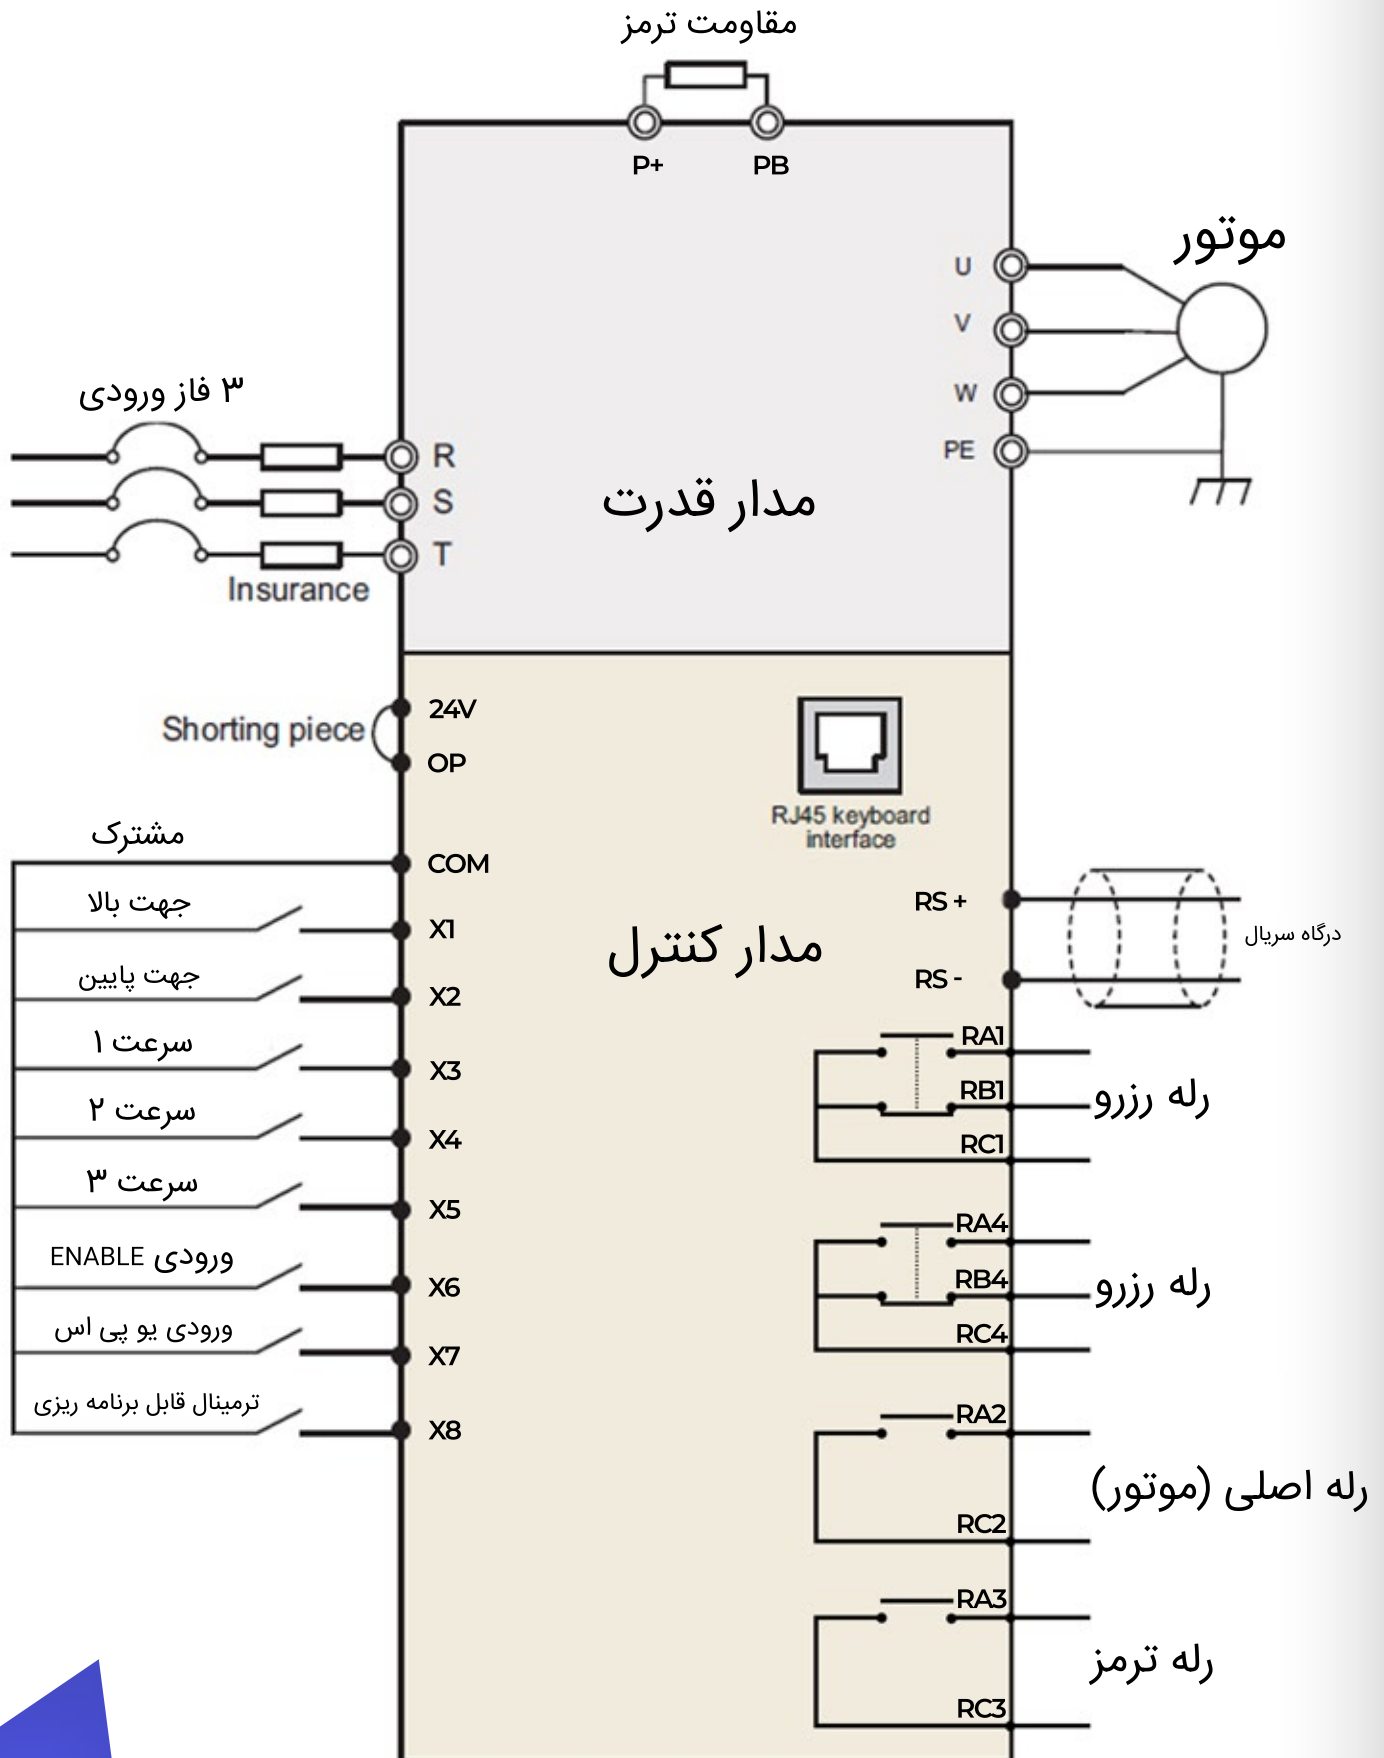 مقاومت ترمز
P+
PB
موتور
U
V
W
PE
۳ فاز ورودی
R
S
T
Insurance
مدار قدرت
Shorting piece
24V
OP
RJ45 keyboard
interface
مشترک
COM
جهت بالا
X1
جهت پایین
X2
سرعت ۱
X3
سرعت ۲
X4
سرعت ۳
X5
ورودی ENABLE
X6
ورودی یو پی اس
X7
ترمینال قابل برنامه ریزی
X8
مدار کنترل
RS +
RS -
درگاه سریال
RA1
RB1
RC1
رله رزرو
RA4
RB4
RC4
رله رزرو
RA2
RC2
رله اصلی (موتور)
RA3
RC3
رله ترمز